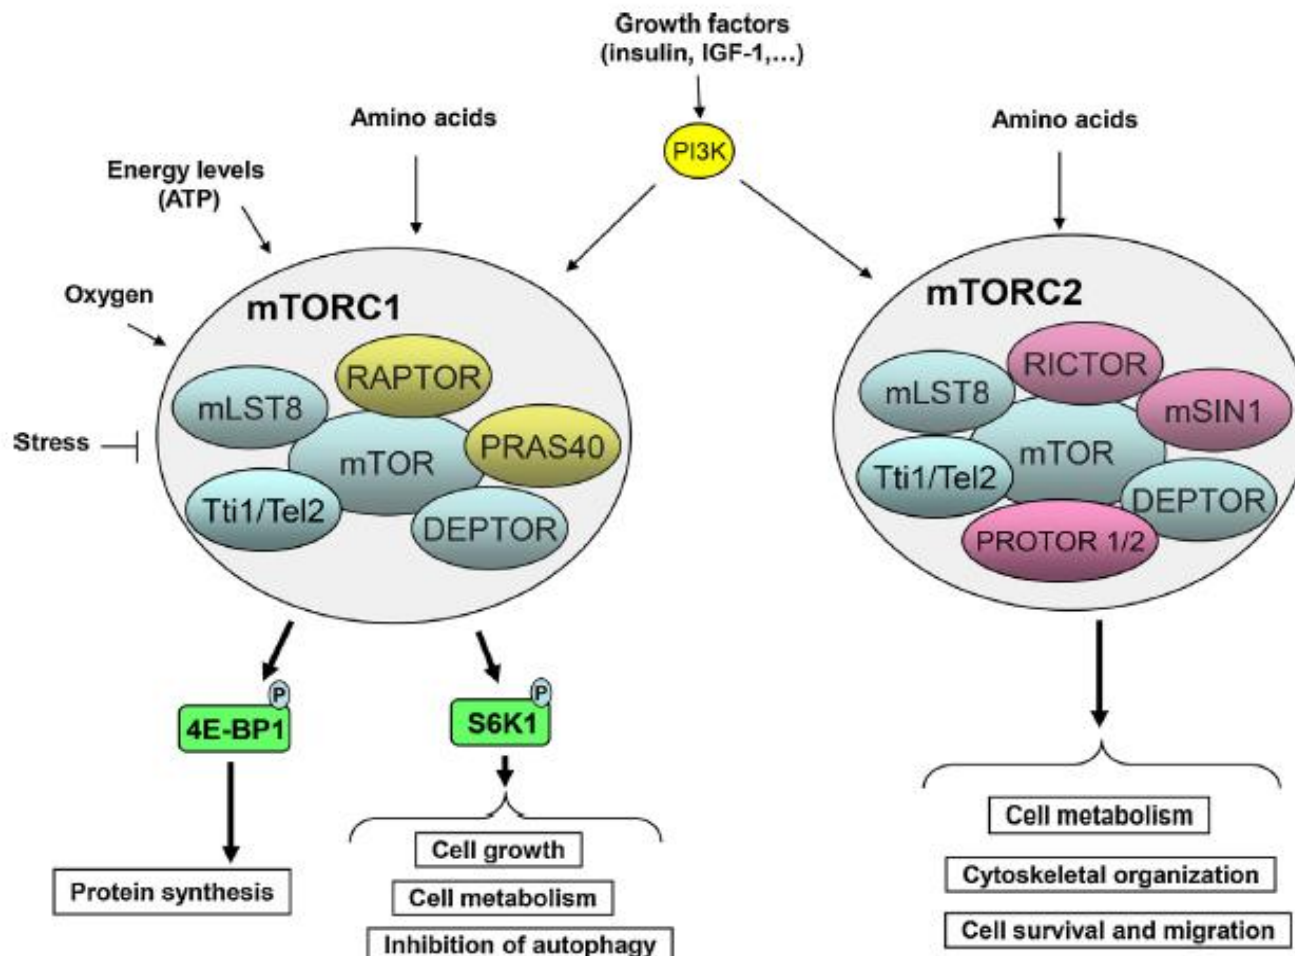 Growth factors
(insulin, IGF-1,...)
Amino acids
PI3K
Amino acids
Energy levels
(ATP)
Oxygen
Stress
mTORC1
RAPTOR
mLST8
PRAS40
mTOR
Tti1/Tel2
DEPTOR
mTORC2
RICTOR
mLST8
mSIN1
mTOR
Tti1/Tel2
DEPTOR
PROTOR 1/2
P
4E-BP1
P
S6K1
Protein synthesis
Cell growth
Cell metabolism
Inhibition of autophagy
Cell metabolism
Cytoskeletal organization
Cell survival and migration